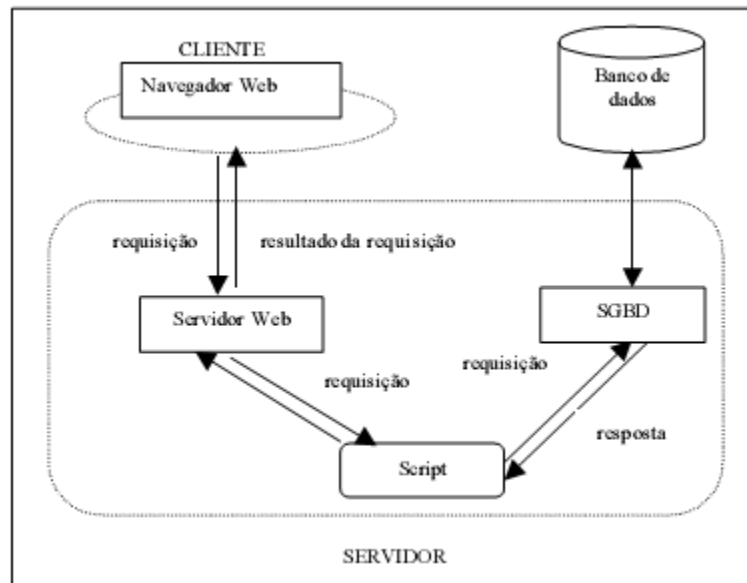 CLIENTE
Navegador Web
Banco de
dados
requisição
resultado da requisição
Servidor Web
SGBD
requisição
requisição
resposta
Script
SERVIDOR